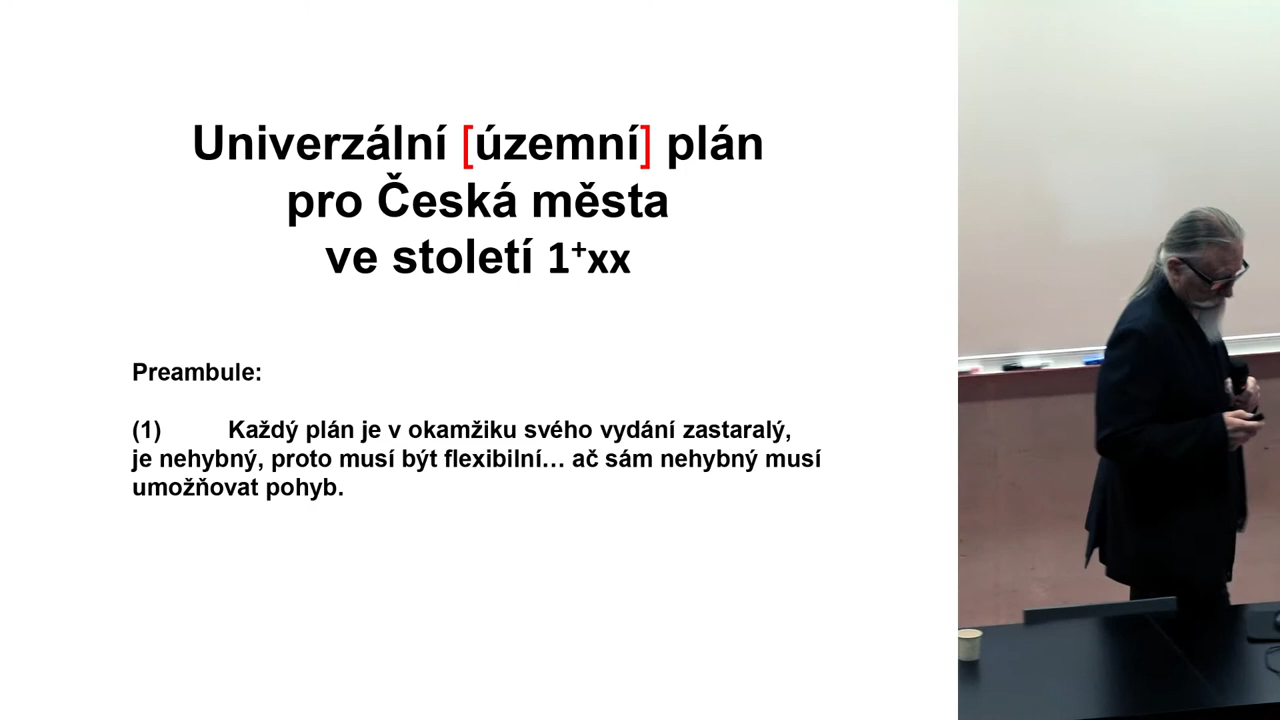 Univerzální [územní] plán
pro Česká města
ve století 1⁺xx
Preambule:
(1) Každý plán je v okamžiku svého vydání zastaralý,
je nehybný, proto musí být flexibilní… ač sám nehybný musí
umožňovat pohyb.